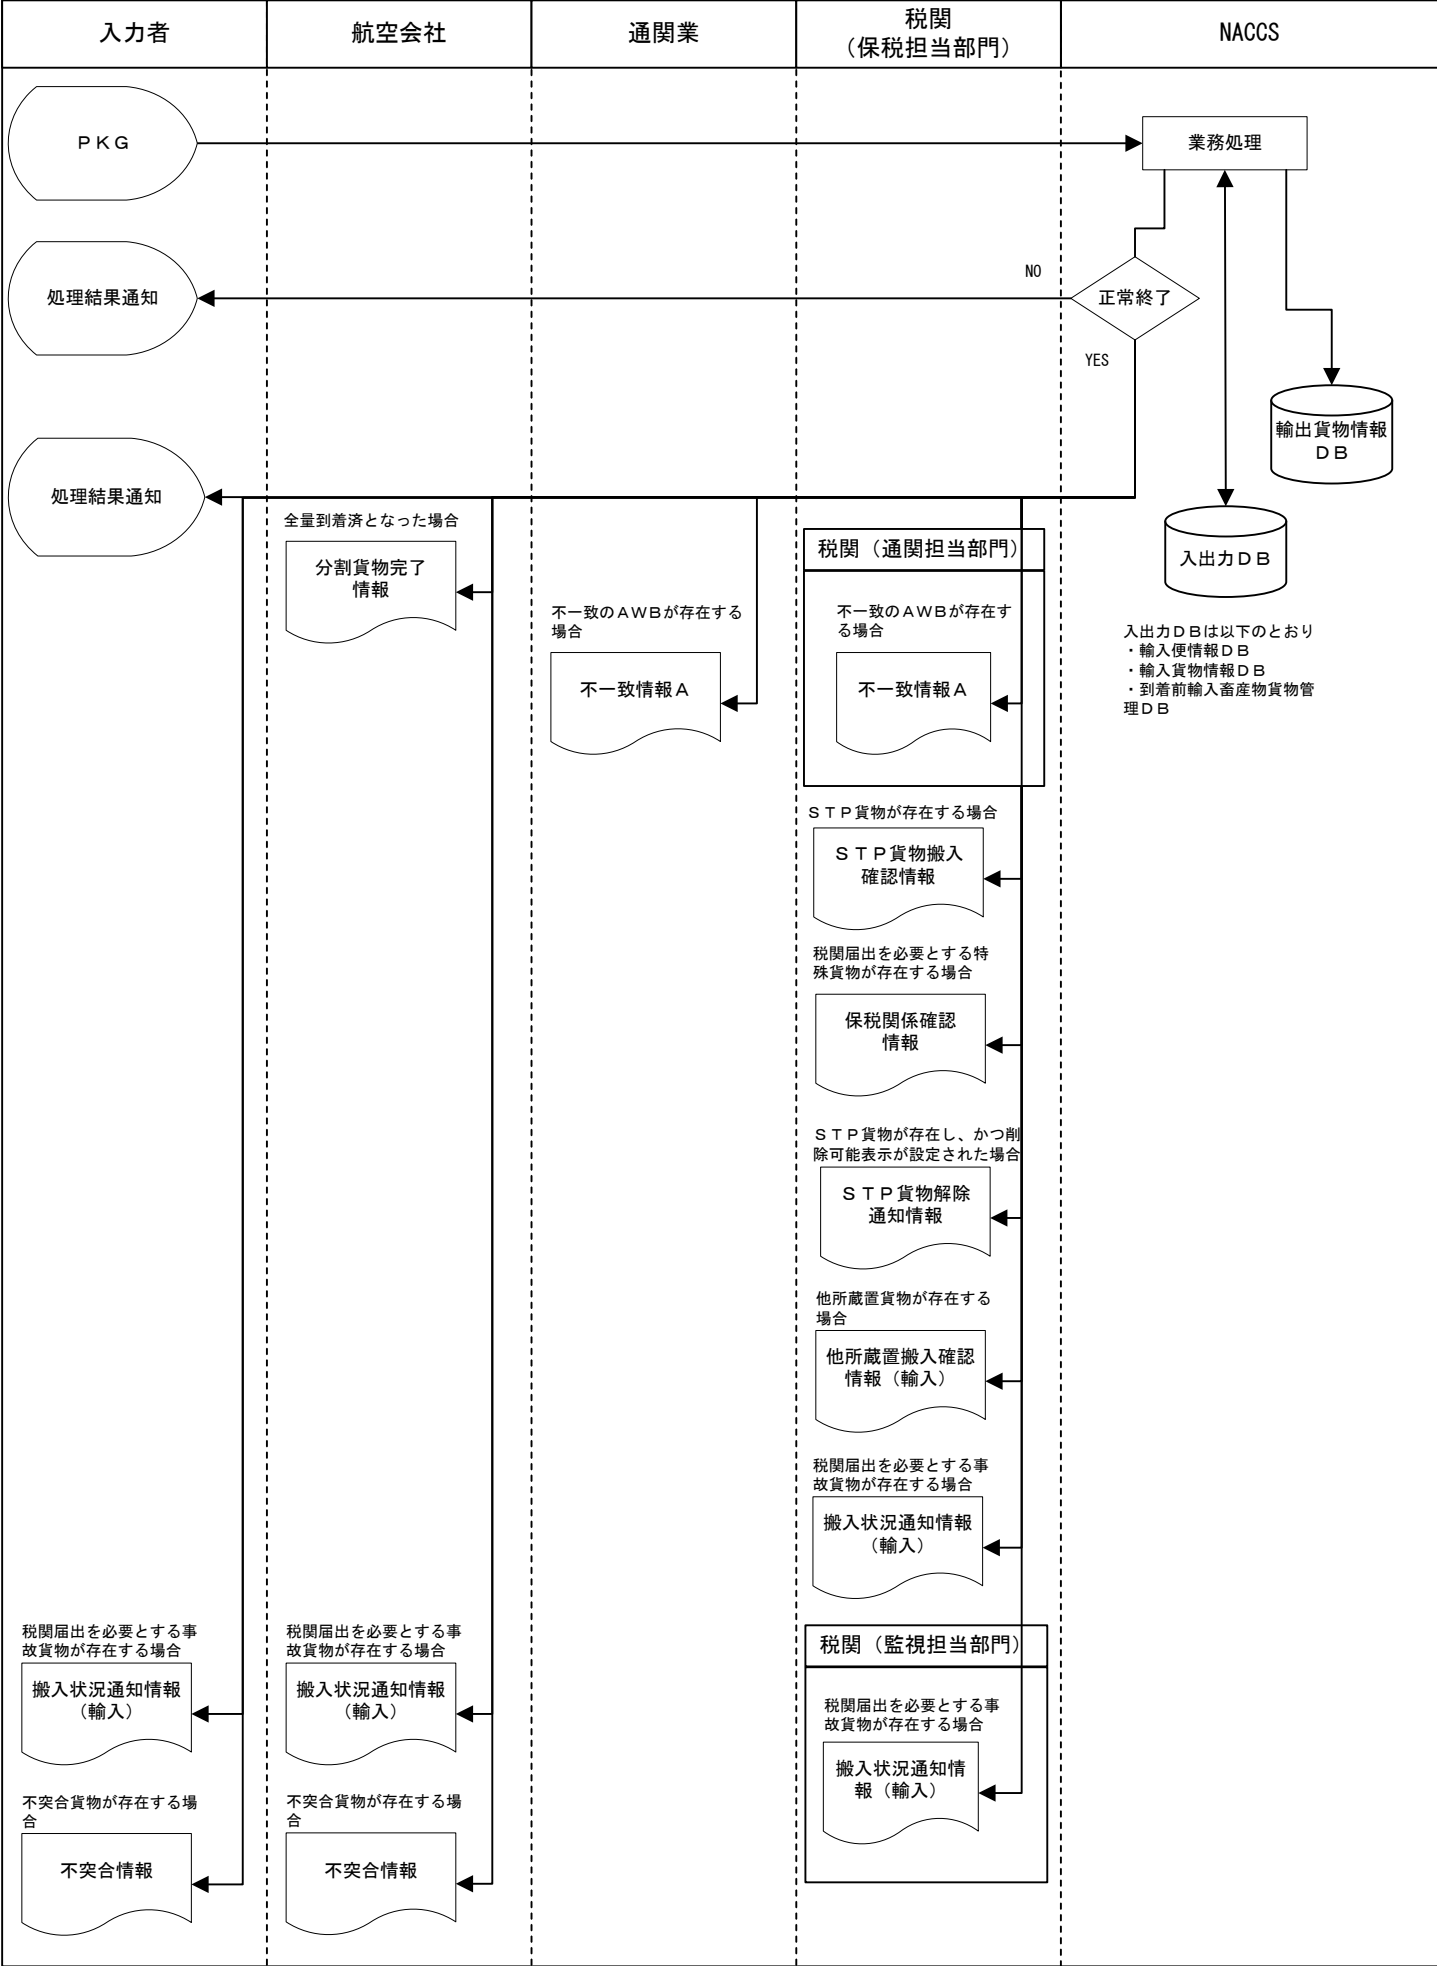 入力者
航空会社
通関業
税関
（保税担当部門）
NACCS
ＰＫＧ
業務処理
処理結果通知
NO
正常終了
YES
輸出貨物情報
ＤＢ
処理結果通知
全量到着済となった場合
分割貨物完了
情報
税関（通関担当部門）
入出力ＤＢ
不一致のＡＷＢが存在する
場合
不一致情報Ａ
不一致のＡＷＢが存在す
る場合
不一致情報Ａ
入出力ＤＢは以下のとおり
・輸入便情報ＤＢ
・輸入貨物情報ＤＢ
・到着前輸入畜産物貨物管
理ＤＢ
ＳＴＰ貨物が存在する場合
ＳＴＰ貨物搬入
確認情報
税関届出を必要とする特
殊貨物が存在する場合
保税関係確認
情報
ＳＴＰ貨物が存在し、かつ削
除可能表示が設定された場合
ＳＴＰ貨物解除
通知情報
他所蔵置貨物が存在する
場合
他所蔵置搬入確認
情報（輸入）
税関届出を必要とする事
故貨物が存在する場合
搬入状況通知情報
（輸入）
税関届出を必要とする事
故貨物が存在する場合
搬入状況通知情報
（輸入）
税関届出を必要とする事
故貨物が存在する場合
搬入状況通知情報
（輸入）
税関（監視担当部門）
税関届出を必要とする事
故貨物が存在する場合
搬入状況通知情
報（輸入）
不突合貨物が存在する場
合
不突合情報
不突合貨物が存在する場
合
不突合情報